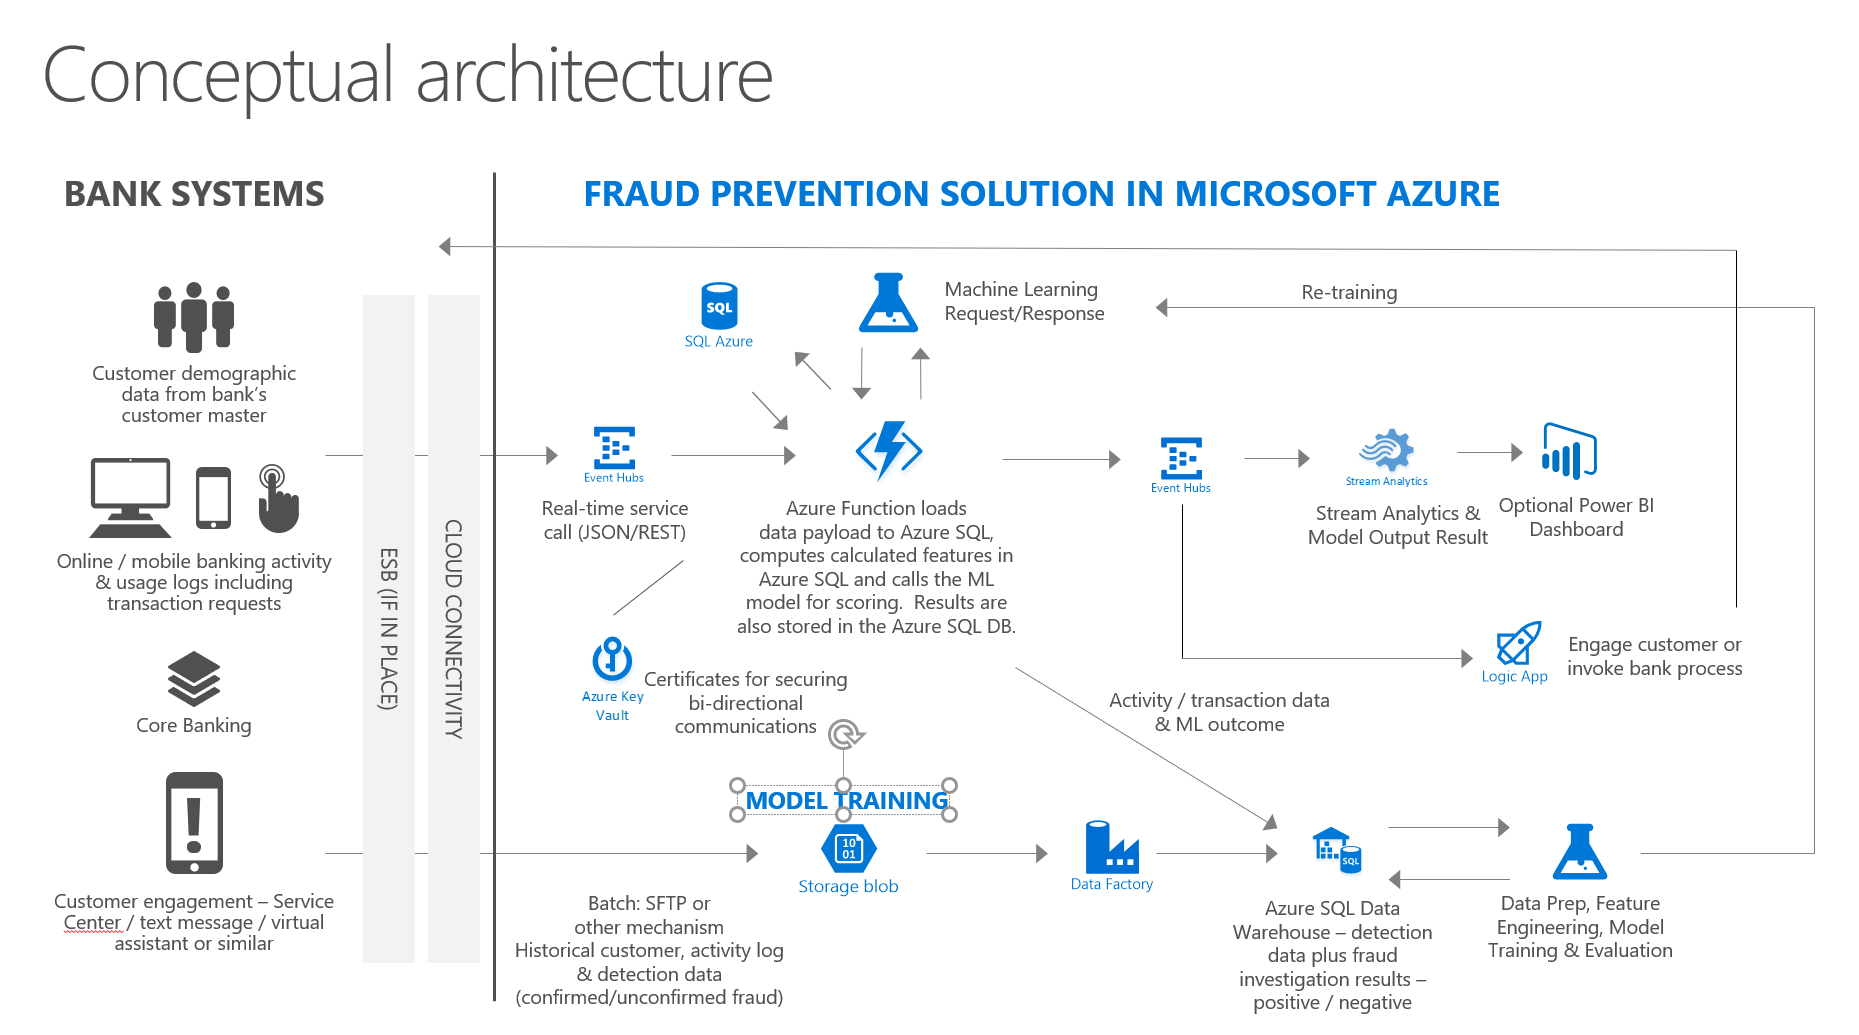 Conceptual architecture
BANK SYSTEMS
FRAUD PREVENTION SOLUTION IN MICROSOFT AZURE
Customer demographic
data from bank's
customer master
Online / mobile banking activity
& usage logs including
transaction requests
Core Banking
Customer engagement – Service
Center / text message / virtual
assistant or similar
ESB (IF IN PLACE)
CLOUD CONNECTIVITY
SQL
SQL Azure
Machine Learning
Request/Response
Re-training
Event Hubs
Real-time service
call (JSON/REST)
Azure Function loads
data payload to Azure SQL,
computes calculated features in
Azure SQL and calls the ML
model for scoring. Results are
also stored in the Azure SQL DB.
Event Hubs
Stream Analytics
Stream Analytics &
Model Output Result
Optional Power BI
Dashboard
Azure Key
Vault
Certificates for securing
bi-directional
communications
Logic App
Engage customer or
invoke bank process
Activity / transaction data
& ML outcome
MODEL TRAINING
10
01
Storage blob
Batch: SFTP or
other mechanism
Historical customer, activity log
& detection data
(confirmed/unconfirmed fraud)
Data Factory
SQL
Azure SQL Data
Warehouse – detection
data plus fraud
investigation results –
positive / negative
Data Prep, Feature
Engineering, Model
Training & Evaluation